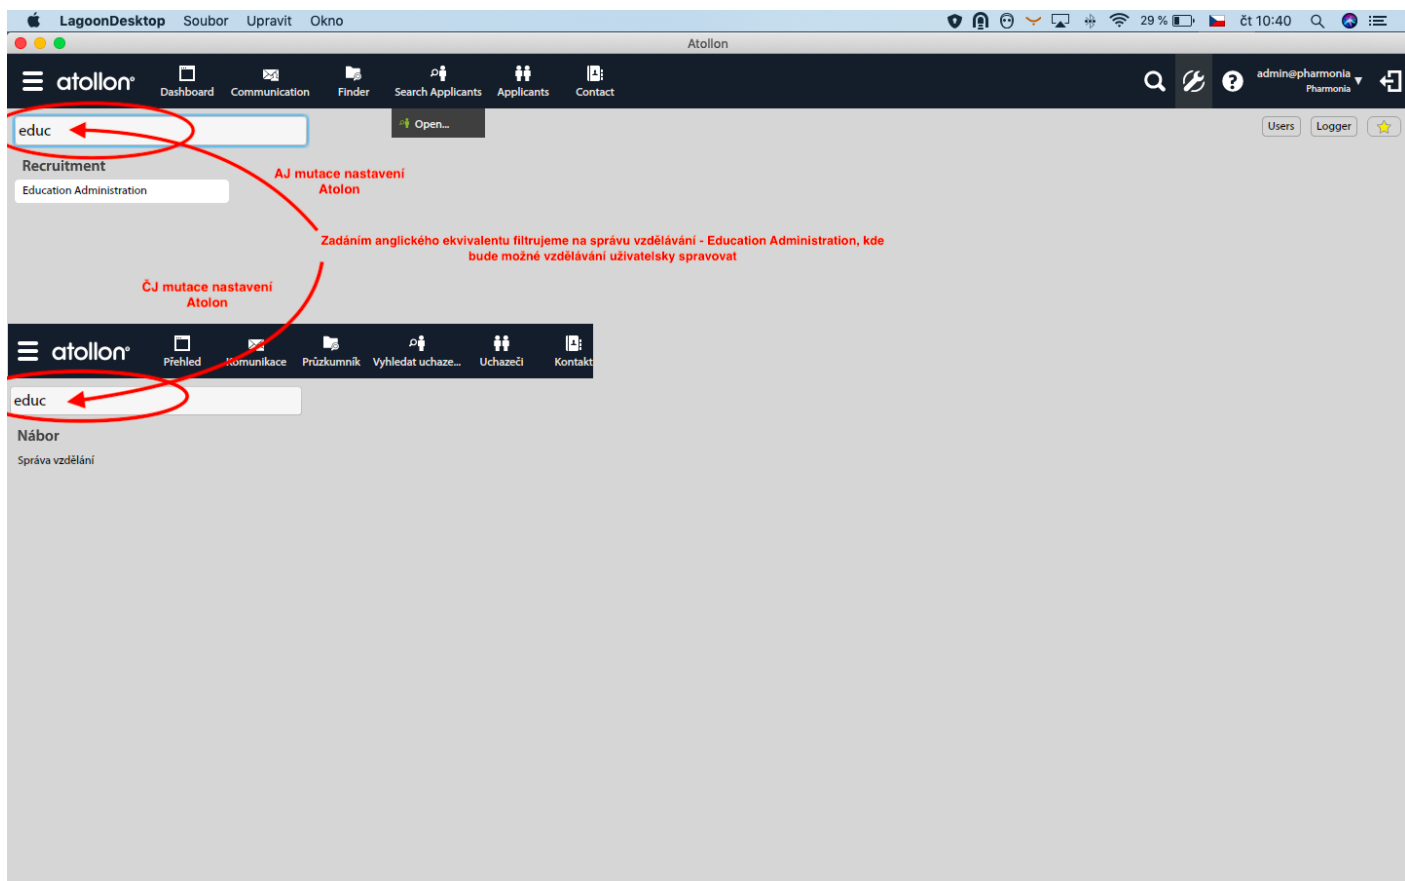 LagoonDesktop Soubor Upravit Okno 29 % čt 10:40
Atollon
atollon Dashboard Communication Finder Search Applicants Applicants Contact admin@pharmonia
Pharmonia
educ Open... Users Logger
Recruitment
Education Administration
AJ mutace nastavení
Atolon
Zadáním anglického ekvivalentu filtrujeme na správu vzdělávání - Education Administration, kde
bude možné vzdělávání uživatelsky spravovat
ČJ mutace nastavení
Atolon
atollon Přehled Komunikace Průzkumník Vyhledat uchaze... Uchazeči Kontakt
educ
Nábor
Správa vzdělání